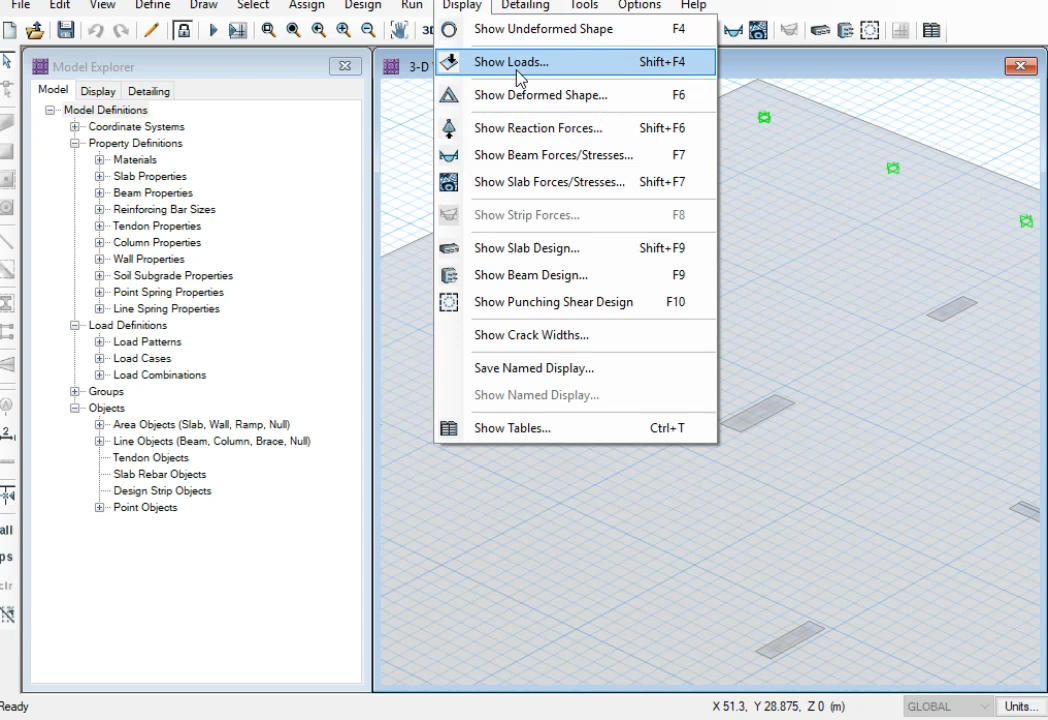 File Edit View Define Draw Select Assign Design Run Display Detailing Tools Options Help
Model Explorer
Model Display Detailing
Model Definitions
Coordinate Systems
Property Definitions
Materials
Slab Properties
Beam Properties
Reinforcing Bar Sizes
Tendon Properties
Column Properties
Wall Properties
Soil Subgrade Properties
Point Spring Properties
Line Spring Properties
Load Definitions
Load Patterns
Load Cases
Load Combinations
Groups
Objects
Area Objects (Slab, Wall, Ramp, Null)
Line Objects (Beam, Column, Brace, Null)
Tendon Objects
Slab Rebar Objects
Design Strip Objects
Point Objects
Show Undeformed Shape F4
Show Loads... Shift+F4
Show Deformed Shape... F6
Show Reaction Forces... Shift+F6
Show Beam Forces/Stresses... F7
Show Slab Forces/Stresses... Shift+F7
Show Strip Forces... F8
Show Slab Design... Shift+F9
Show Beam Design... F9
Show Punching Shear Design F10
Show Crack Widths...
Save Named Display...
Show Named Display...
Show Tables... Ctrl+T
3-D
all
ps
clr
Ready
X 51.3, Y 28.875, Z 0 (m)
GLOBAL
Units...